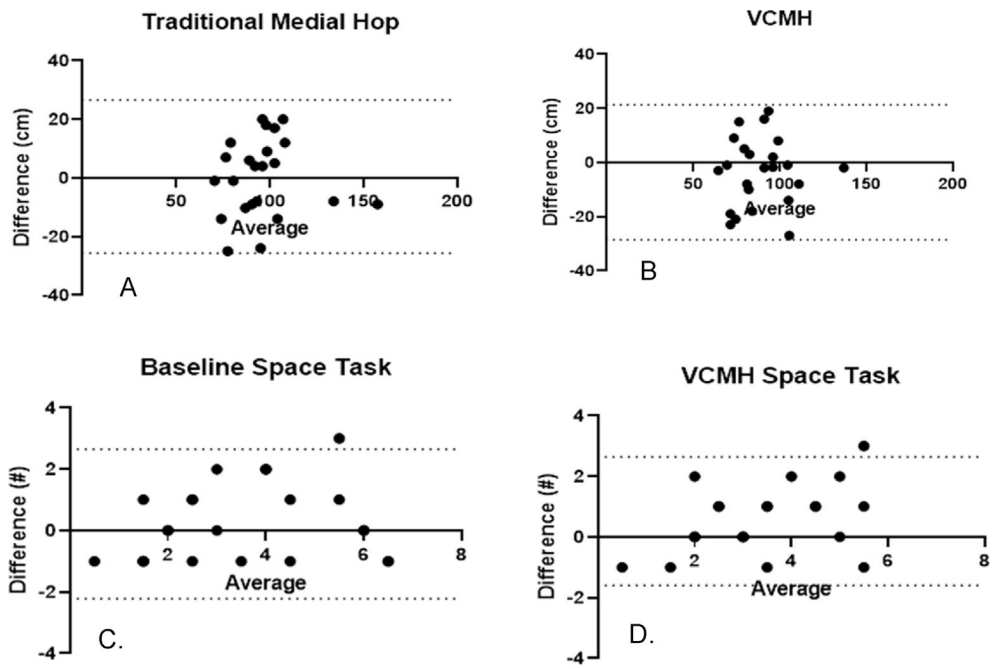 Traditional Medial Hop
Difference (cm)
40
20
0
-20
-40
50
100
150
200
Average
A
VCMH
Difference (cm)
40
20
0
-20
-40
50
100
150
200
Average
B
Baseline Space Task
Difference (#)
4
2
0
-2
-4
2
4
6
8
Average
C.
VCMH Space Task
Difference (#)
4
2
0
-2
-4
2
4
6
8
Average
D.